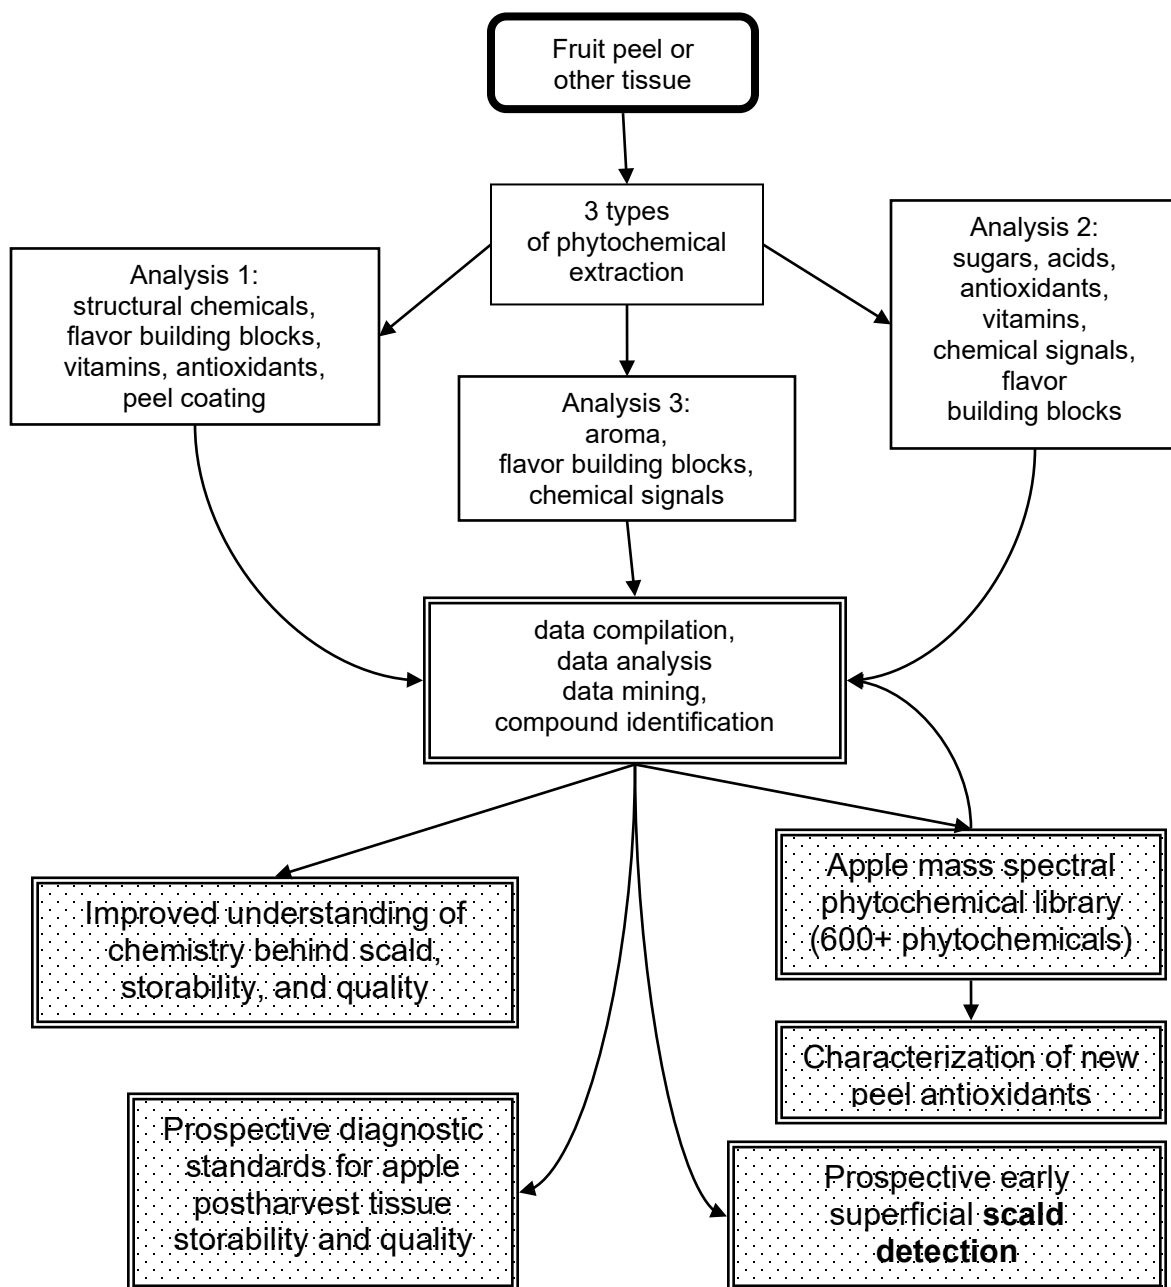 Fruit peel or
other tissue
3 types
of phytochemical
extraction
Analysis 1:
structural chemicals,
flavor building blocks,
vitamins, antioxidants,
peel coating
Analysis 3:
aroma,
flavor building blocks,
chemical signals
Analysis 2:
sugars, acids,
antioxidants,
vitamins,
chemical signals,
flavor
building blocks
data compilation,
data analysis
data mining,
compound identification
Improved understanding of
chemistry behind scald,
storability, and quality
Apple mass spectral
phytochemical library
(600+ phytochemicals)
Characterization of new
peel antioxidants
Prospective diagnostic
standards for apple
postharvest tissue
storability and quality
Prospective early
superficial scald
detection